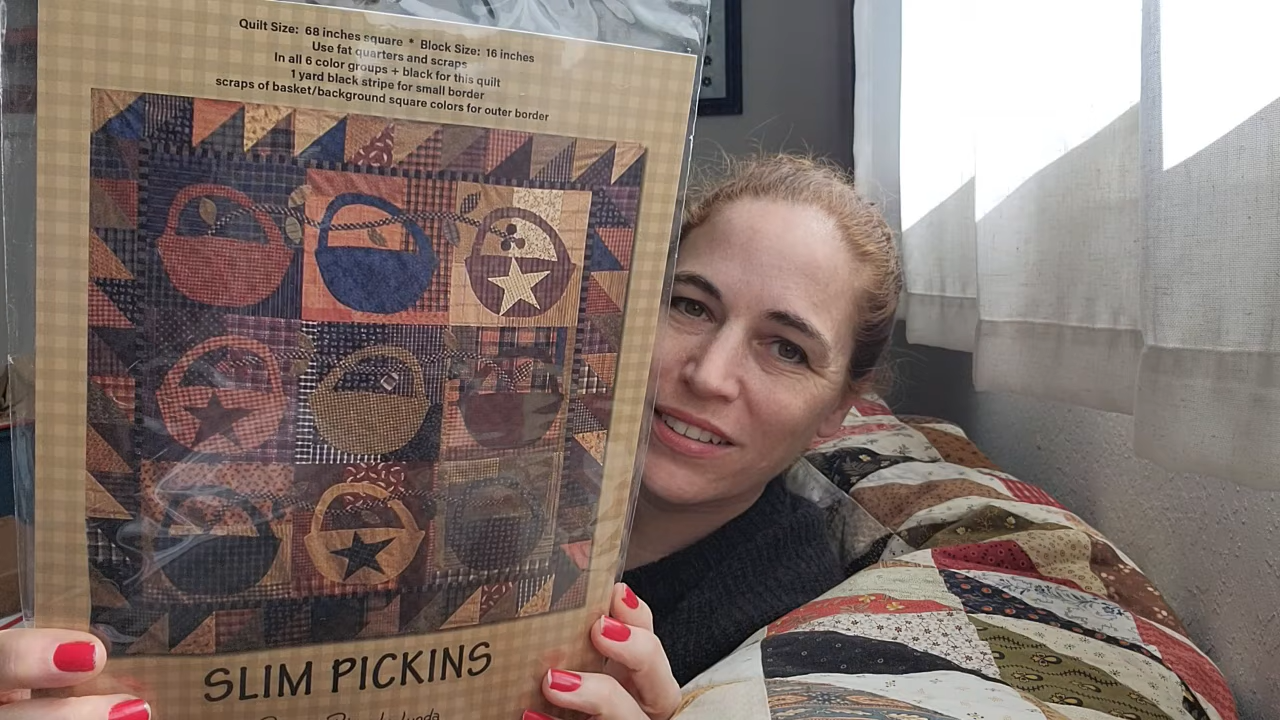 Quilt Size: 68 inches square * Block Size: 16 inches
Use fat quarters and scraps
In all 6 color groups + black for this quilt
1 yard black stripe for small border
scraps of basket/background square colors for outer border
SLIM PICKINS